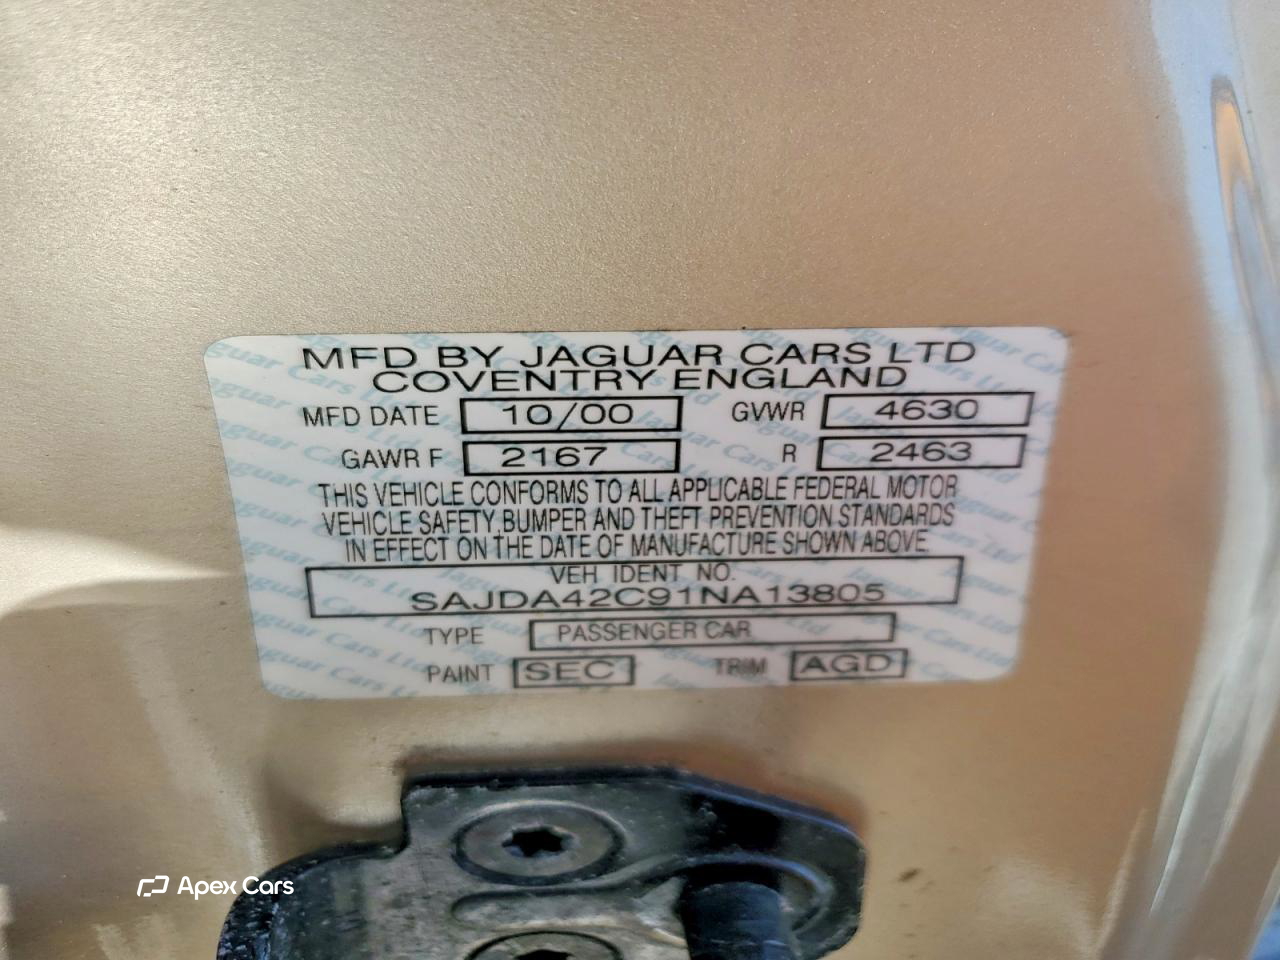 MFD BY JAGUAR CARS LTD
COVENTRY ENGLAND
MFD DATE 10/00 GVWR 4630
GAWR F 2167 R 2463
THIS VEHICLE CONFORMS TO ALL APPLICABLE FEDERAL MOTOR
VEHICLE SAFETY,BUMPER AND THEFT PREVENTION STANDARDS
IN EFFECT ON THE DATE OF MANUFACTURE SHOWN ABOVE.
VEH IDENT NO.
SAJDA42C91NA13805
TYPE PASSENGER CAR
PAINT SEC TRIM AGD
Apex Cars